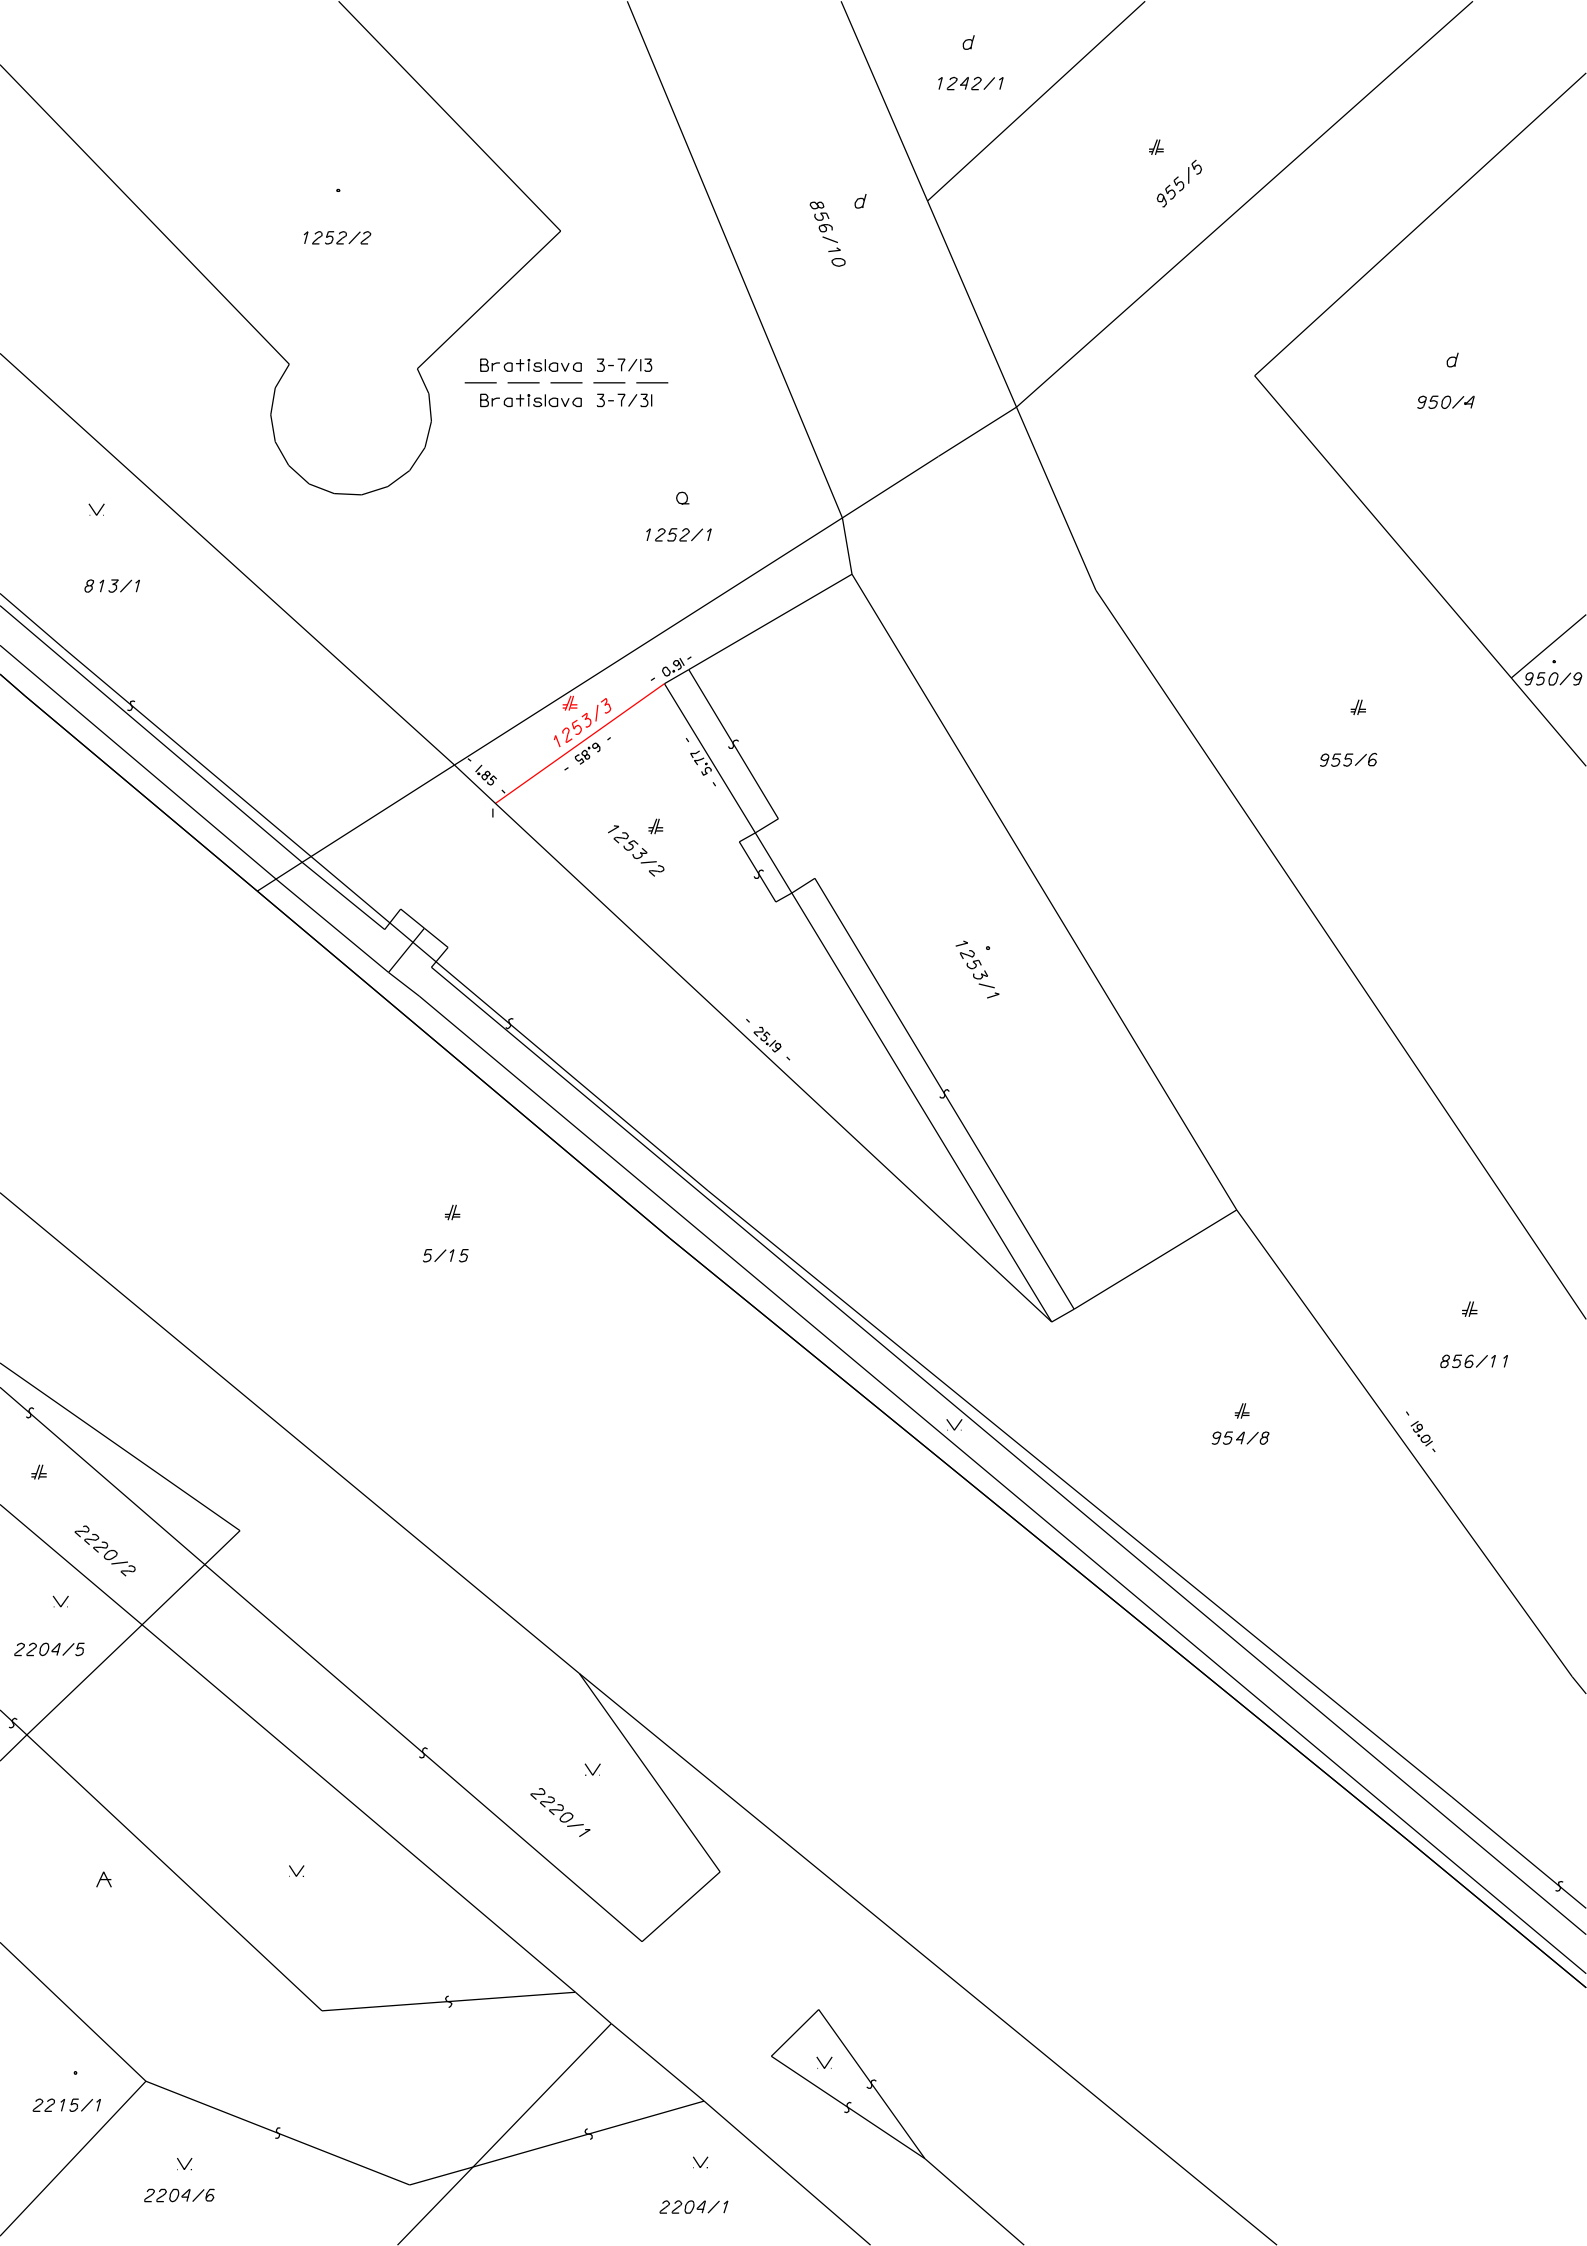 d
1242/1
955/5
d
856/10
1252/2
Bratislava 3-7/13
Bratislava 3-7/31
d
950/4
Q
1252/1
813/1
- 0.91 -
950/9
1253/3
955/6
- 6.85 -
- 5.77 -
- 1.85 -
1
1253/2
1253/1
- 25.19 -
5/15
856/11
954/8
- 19.01 -
2220/2
2204/5
2220/1
A
2215/1
2204/6
2204/1